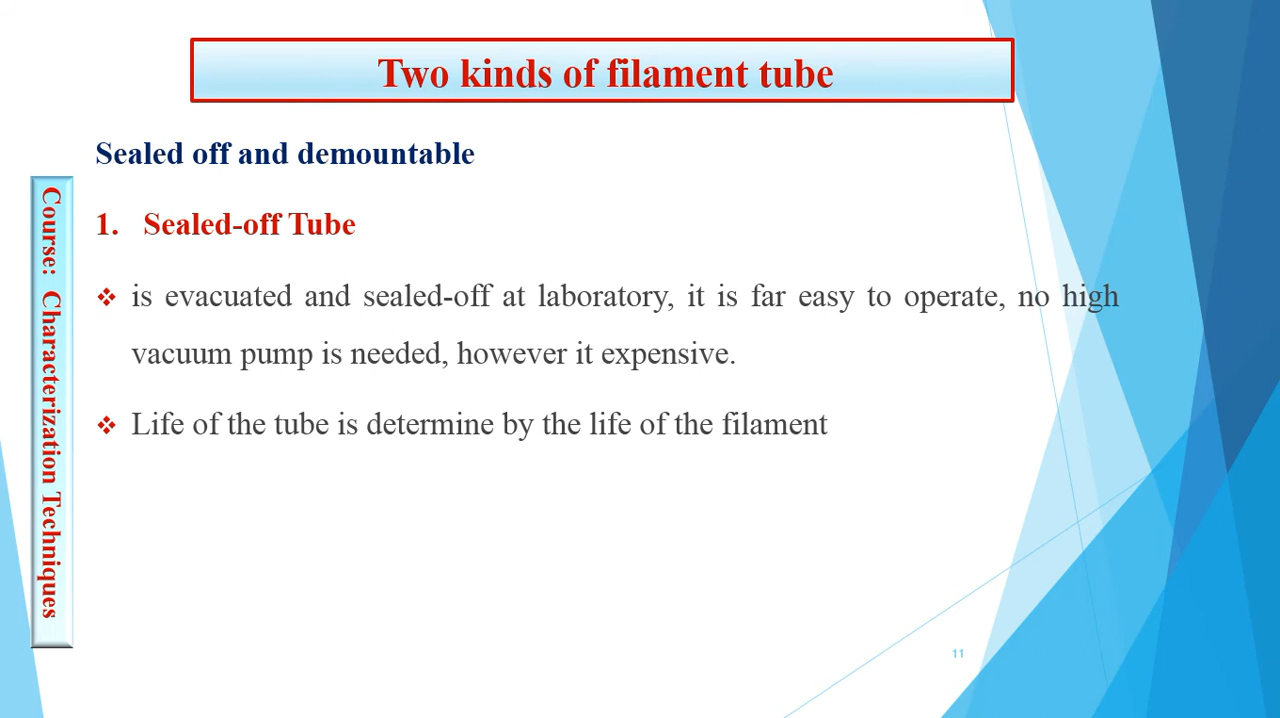 Two kinds of filament tube
Sealed off and demountable
1. Sealed-off Tube
❖ is evacuated and sealed-off at laboratory, it is far easy to operate, no high
vacuum pump is needed, however it expensive.
❖ Life of the tube is determine by the life of the filament
Course: Characterization Techniques
11